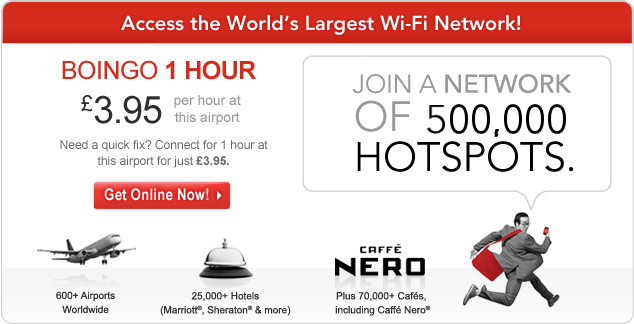 Access the World's Largest Wi-Fi Network!
BOINGO 1 HOUR
£3.95 per hour at
this airport
Need a quick fix? Connect for 1 hour at
this airport for just £3.95.
Get Online Now!
JOIN A NETWORK
OF 500,000
HOTSPOTS.
600+ Airports
Worldwide
25,000+ Hotels
(Marriott®, Sheraton® & more)
CAFFÈ
NERO
Plus 70,000+ Cafés,
including Caffé Nero®